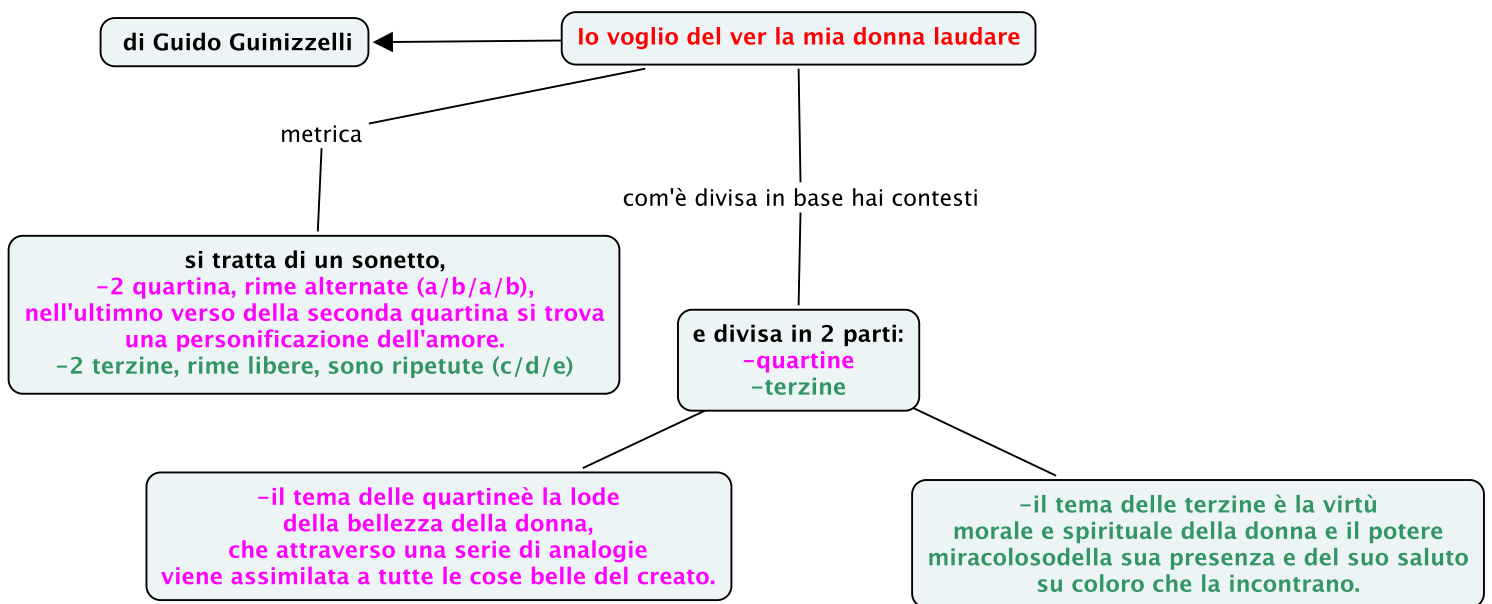 di Guido Guinizzelli
Io voglio del ver la mia donna laudare
metrica
com'è divisa in base hai contesti
si tratta di un sonetto,
-2 quartina, rime alternate (a/b/a/b),
nell'ultimno verso della seconda quartina si trova
una personificazione dell'amore.
-2 terzine, rime libere, sono ripetute (c/d/e)
e divisa in 2 parti:
-quartine
-terzine
-il tema delle quartineè la lode
della bellezza della donna,
che attraverso una serie di analogie
viene assimilata a tutte le cose belle del creato.
-il tema delle terzine è la virtù
morale e spirituale della donna e il potere
miracolosodella sua presenza e del suo saluto
su coloro che la incontrano.